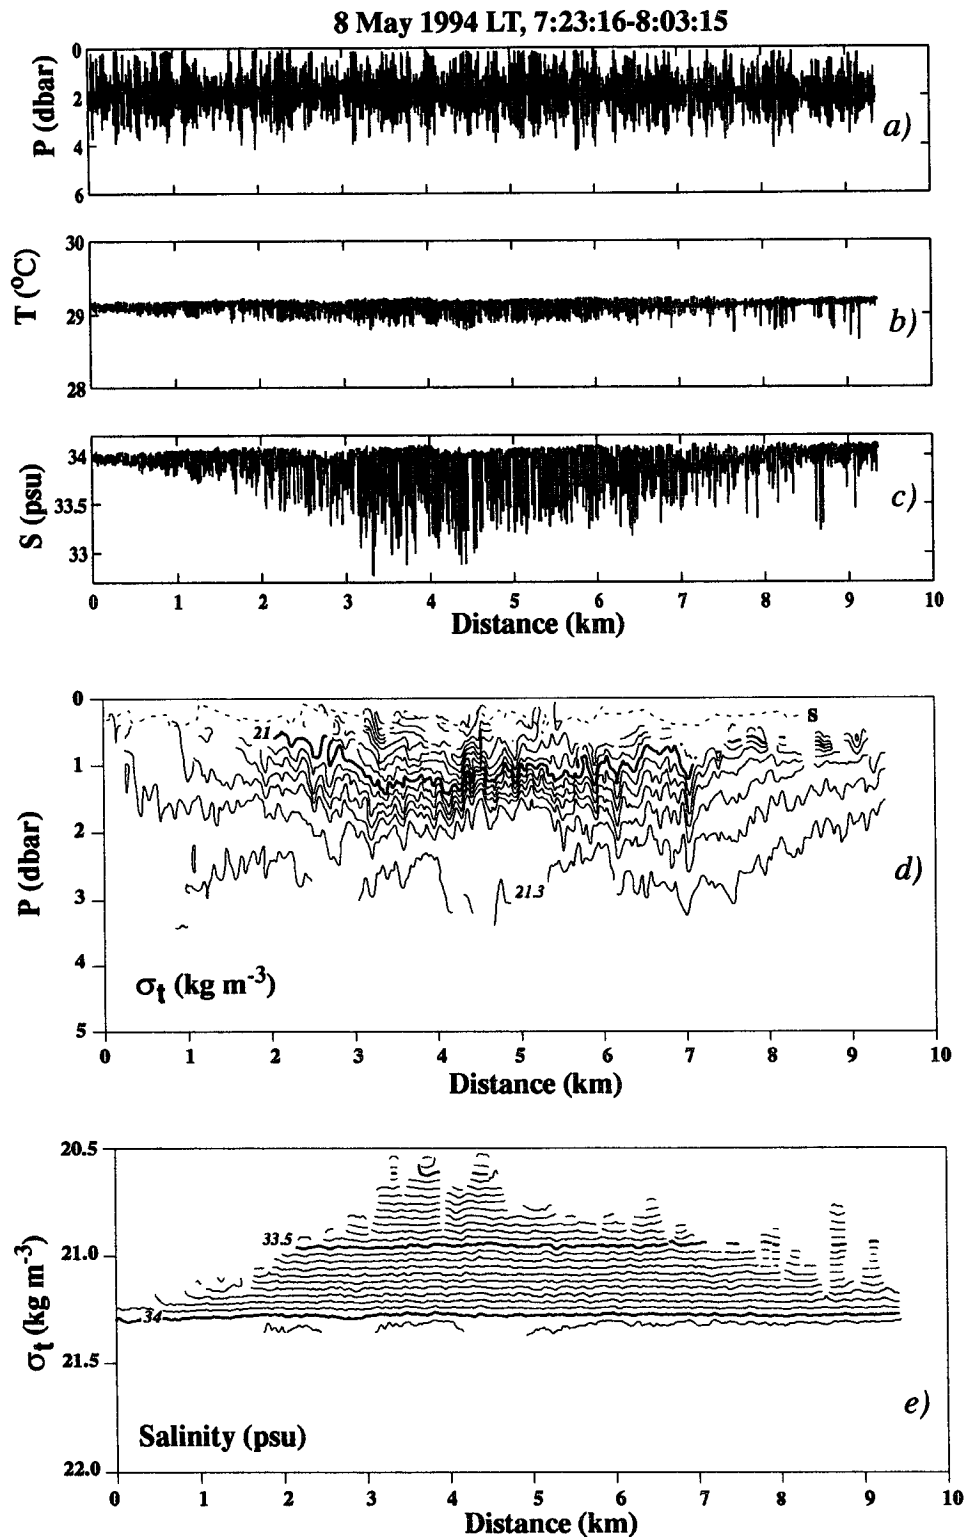 8 May 1994 LT, 7:23:16-8:03:15
0
2
4
6
P (dbar)
a)
30
29
28
T (°C)
b)
34
33.5
33
S (psu)
c)
0 1 2 3 4 5 6 7 8 9 10
Distance (km)
0
1
2
3
4
5
P (dbar)
21
s
21.3
d)
σt (kg m-3)
0 1 2 3 4 5 6 7 8 9 10
Distance (km)
20.5
21.0
21.5
22.0
σt (kg m-3)
33.5
34
e)
Salinity (psu)
0 1 2 3 4 5 6 7 8 9 10
Distance (km)